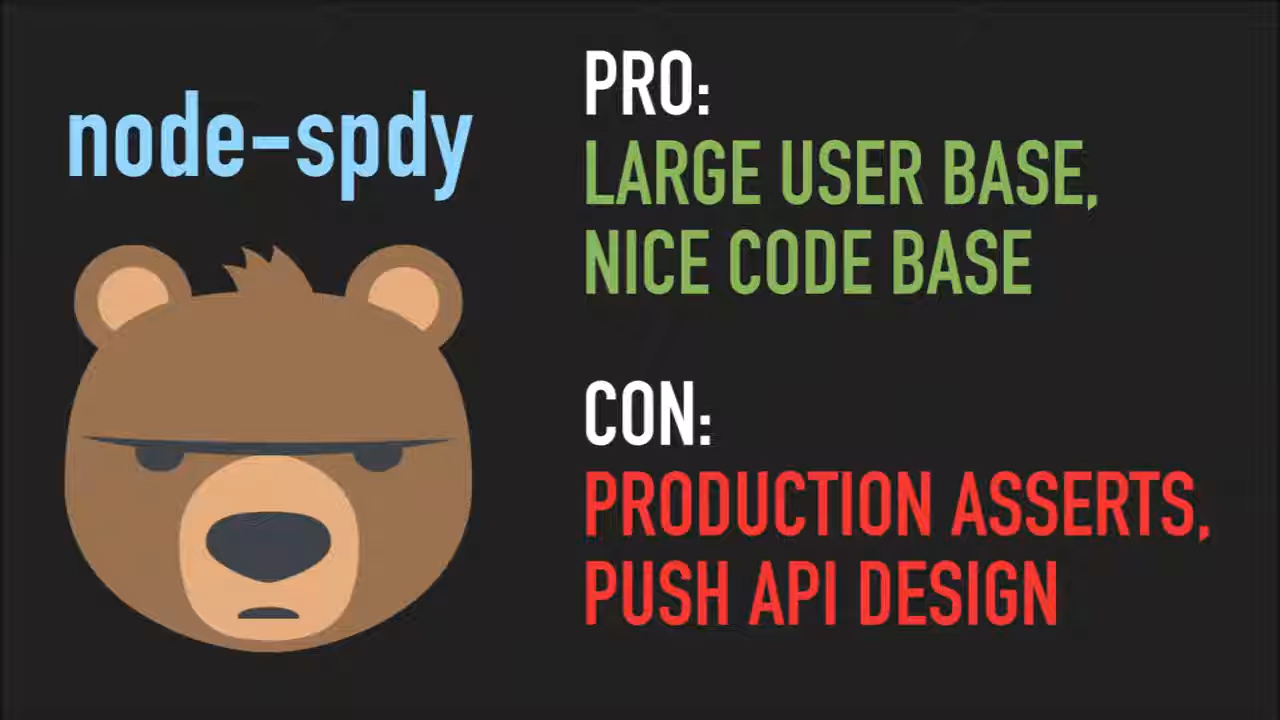 node-spdy
PRO:
LARGE USER BASE,
NICE CODE BASE
CON:
PRODUCTION ASSERTS,
PUSH API DESIGN